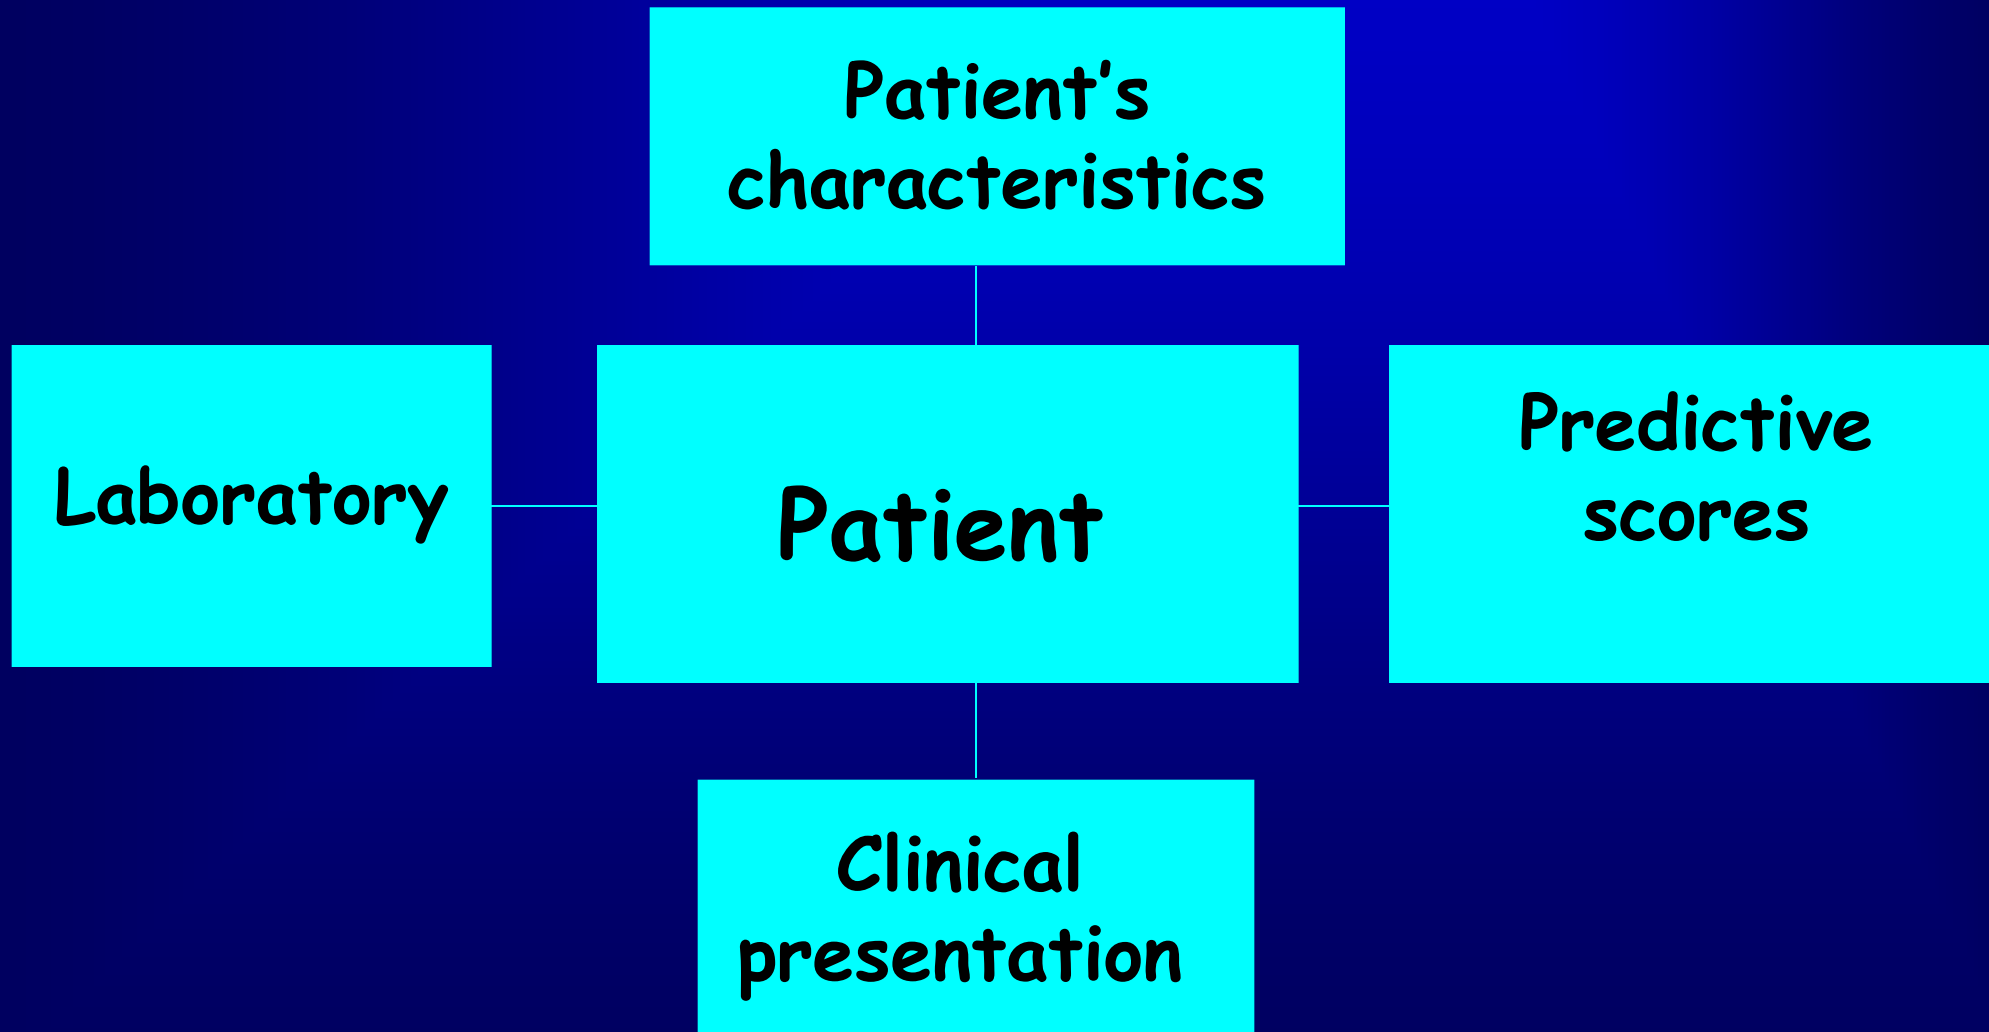 Patient’s
characteristics
Laboratory
Patient
Predictive
scores
Clinical
presentation